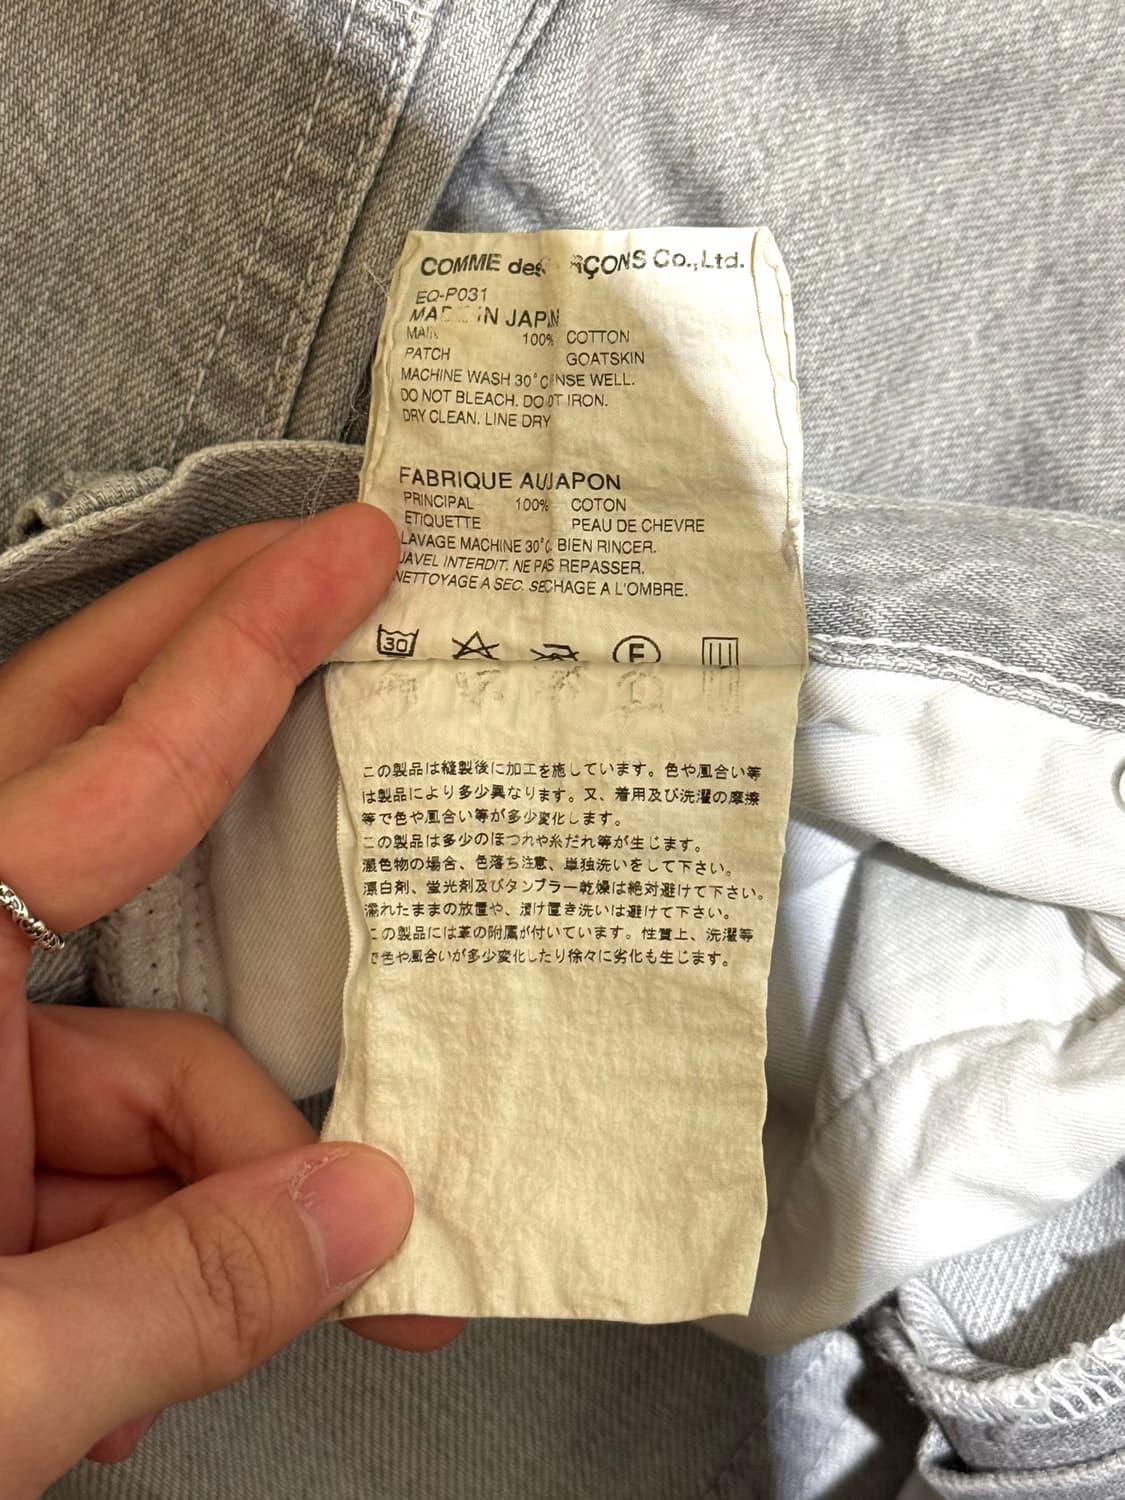 COMME des GARÇONS Co.,Ltd.
EQ-P031
MADE IN JAPAN
MAIN 100% COTTON
PATCH GOATSKIN
MACHINE WASH 30°C RINSE WELL.
DO NOT BLEACH. DO NOT IRON.
DRY CLEAN. LINE DRY
FABRIQUE AU JAPON
PRINCIPAL 100% COTON
ETIQUETTE PEAU DE CHEVRE
LAVAGE MACHINE 30°C. BIEN RINCER.
JAVEL INTERDIT. NE PAS REPASSER.
NETTOYAGE A SEC. SECHAGE A L'OMBRE.
30 F
この製品は縫製後に加工を施しています。色や風合い等
は製品により多少異なります。又、着用及び洗濯の摩擦
等で色や風合い等が多少変化します。
この製品は多少のほつれや糸だれ等が生じます。
濃色物の場合、色落ち注意、単独洗いをして下さい。
漂白剤、蛍光剤及びタンブラー乾燥は絶対避けて下さい。
濡れたままの放置や、漬け置き洗いは避けて下さい。
この製品には革の附属が付いています。性質上、洗濯等
で色や風合いが多少変化したり徐々に劣化も生じます。